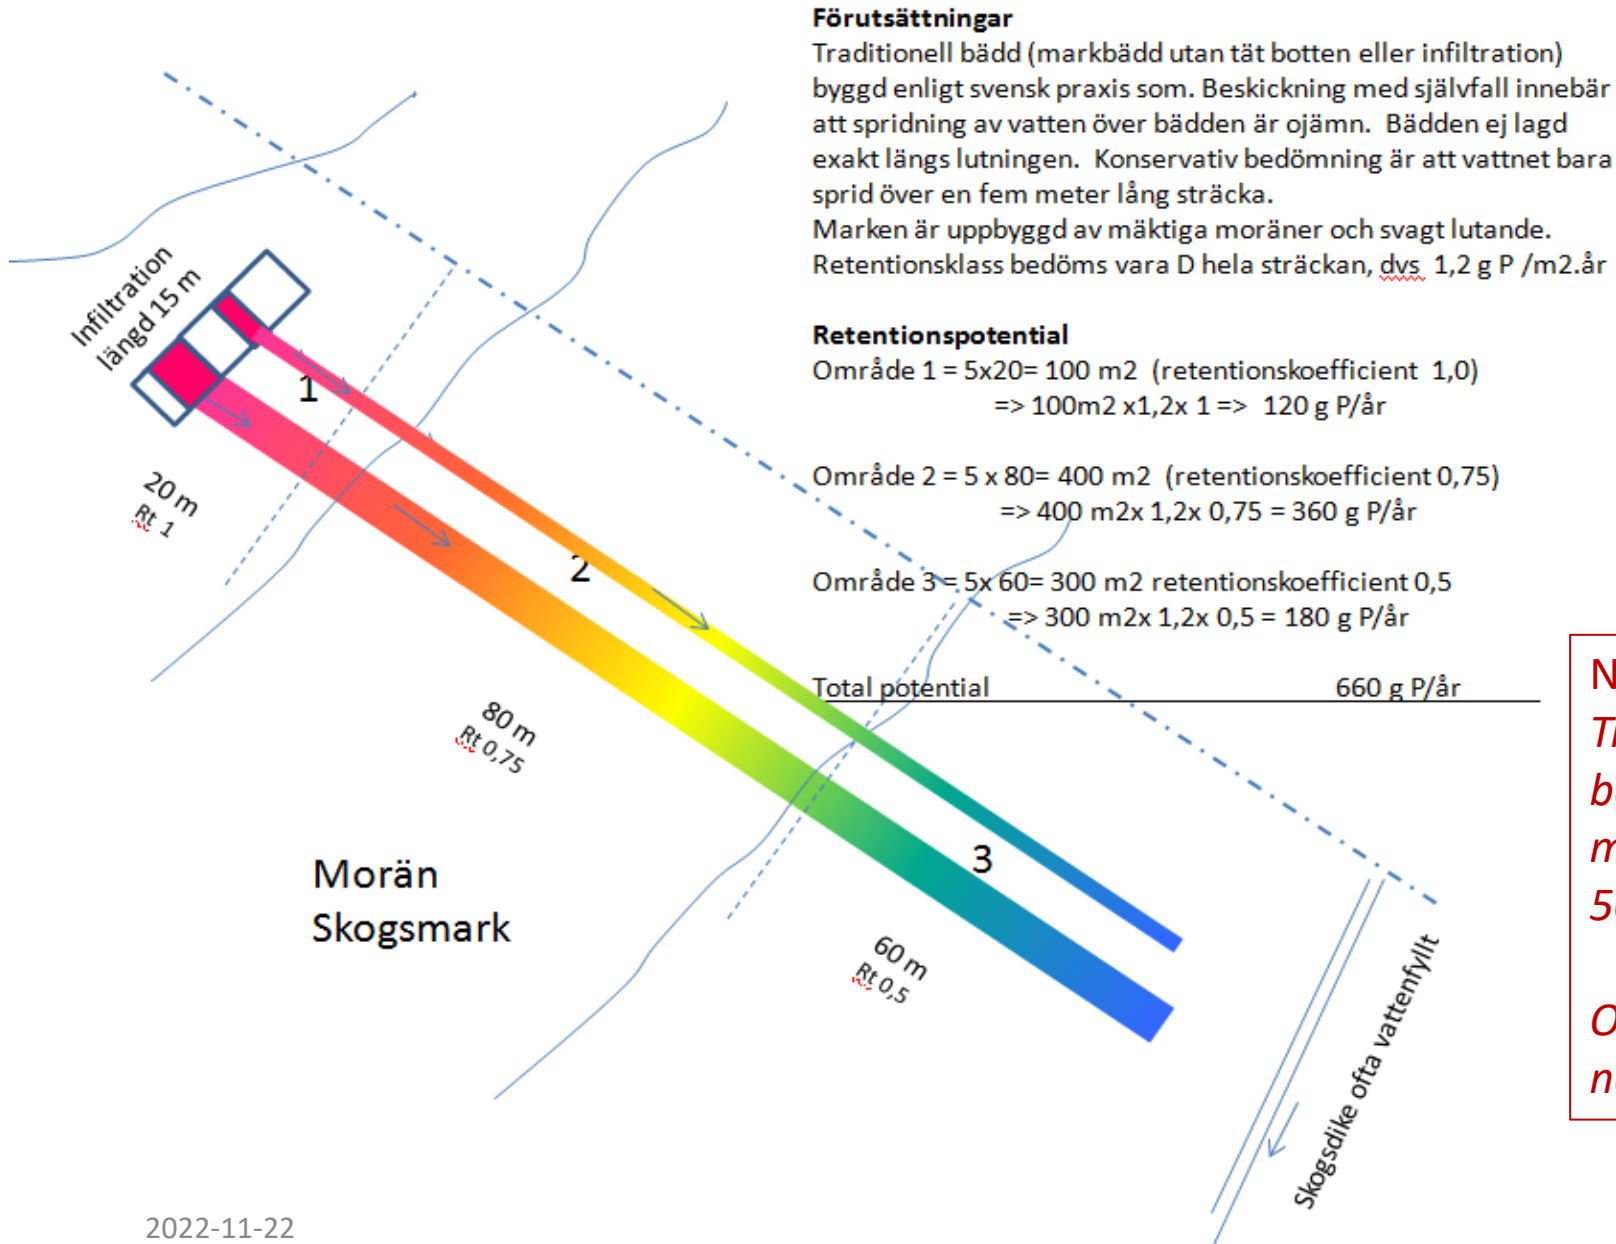 Förutsättningar
Traditionell bädd (markbädd utan tät botten eller infiltration)
byggd enligt svensk praxis som. Beskickning med självfall innebär
att spridning av vatten över bädden är ojämn. Bädden ej lagd
exakt längs lutningen. Konservativ bedömning är att vattnet bara
sprid över en fem meter lång sträcka.
Marken är uppbyggd av mäktiga moräner och svagt lutande.
Retentionsklass bedöms vara D hela sträckan, dvs 1,2 g P /m2.år
Retentionspotential
Område 1 = 5x20= 100 m2 (retentionskoefficient 1,0)
=> 100m2 x1,2x 1 => 120 g P/år
Område 2 = 5 x 80= 400 m2 (retentionskoefficient 0,75)
=> 400 m2x 1,2x 0,75 = 360 g P/år
Område 3 = 5x 60= 300 m2 retentionskoefficient 0,5
=> 300 m2x 1,2x 0,5 = 180 g P/år
Total potential 660 g P/år
Infiltration
längd 15 m
1
20 m
Rt 1
2
80 m
Rt 0,75
3
60 m
Rt 0,5
Morän
Skogsmark
Skogsdike ofta vattenfyllt
2022-11-22